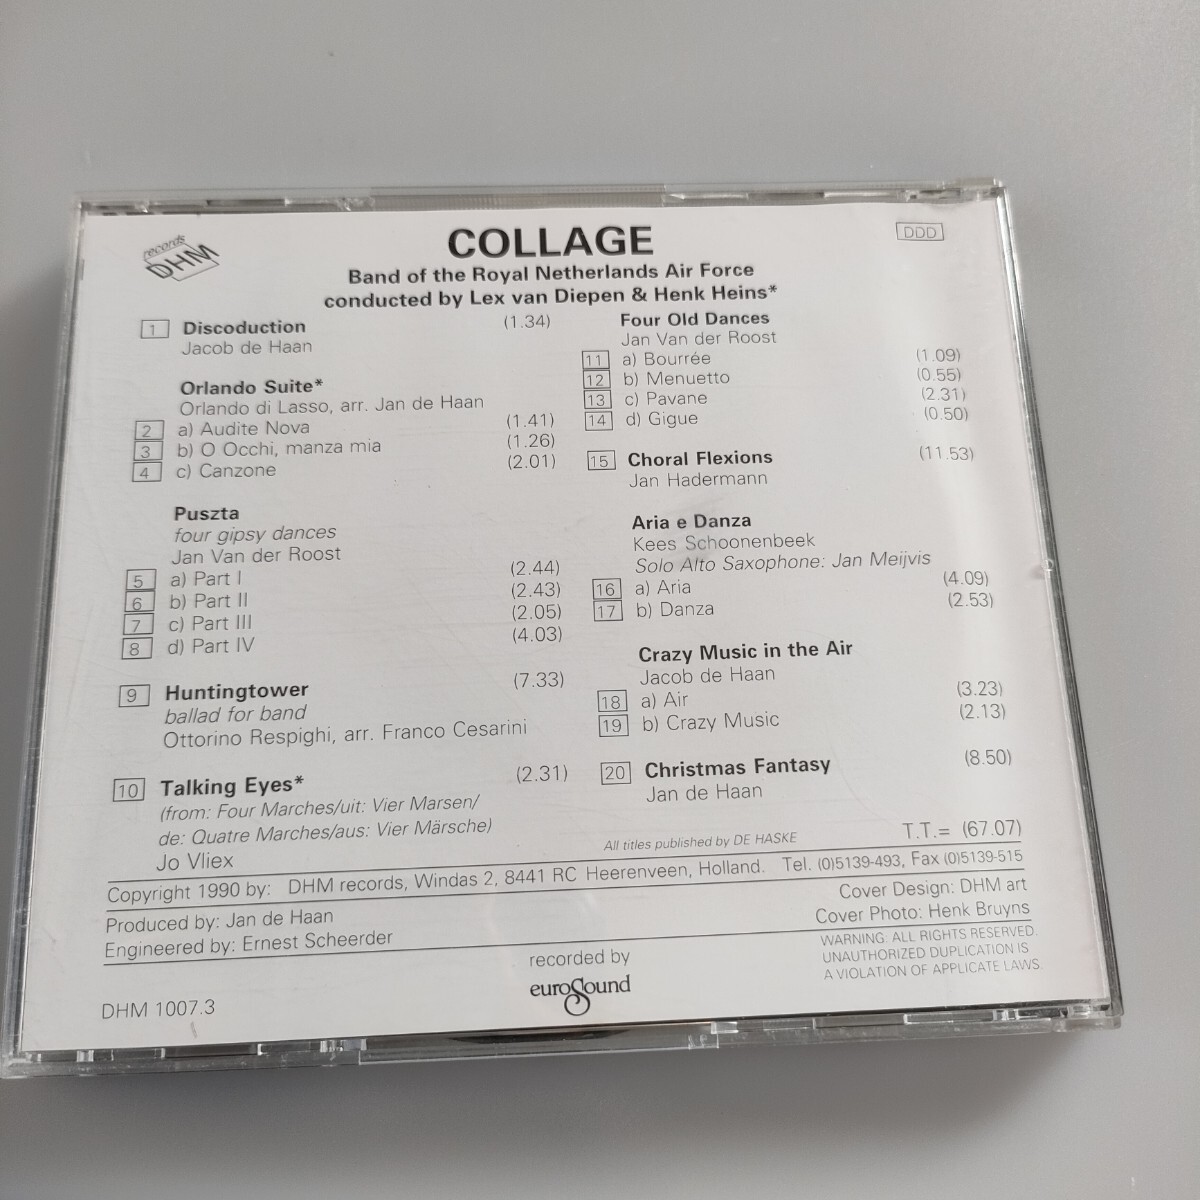 records
DHM
COLLAGE
DDD
Band of the Royal Netherlands Air Force
conducted by Lex van Diepen & Henk Heins*
1 Discoduction (1.34)
Jacob de Haan
Orlando Suite*
Orlando di Lasso, arr. Jan de Haan
2 a) Audite Nova (1.41)
3 b) O Occhi, manza mia (1.26)
4 c) Canzone (2.01)
Puszta
four gipsy dances
Jan Van der Roost
5 a) Part I (2.44)
6 b) Part II (2.43)
7 c) Part III (2.05)
8 d) Part IV (4.03)
9 Huntingtower (7.33)
ballad for band
Ottorino Respighi, arr. Franco Cesarini
10 Talking Eyes* (2.31)
(from: Four Marches/uit: Vier Marsen/
de: Quatre Marches/aus: Vier Märsche)
Jo Vliex
Four Old Dances
Jan Van der Roost
11 a) Bourrée (1.09)
12 b) Menuetto (0.55)
13 c) Pavane (2.31)
14 d) Gigue (0.50)
15 Choral Flexions (11.53)
Jan Hadermann
Aria e Danza
Kees Schoonenbeek
Solo Alto Saxophone: Jan Meijvis
16 a) Aria (4.09)
17 b) Danza (2.53)
Crazy Music in the Air
Jacob de Haan
18 a) Air (3.23)
19 b) Crazy Music (2.13)
20 Christmas Fantasy (8.50)
Jan de Haan
All titles published by DE HASKE T.T.= (67.07)
Copyright 1990 by: DHM records, Windas 2, 8441 RC Heerenveen, Holland. Tel. (0)5139-493, Fax (0)5139-515
Produced by: Jan de Haan
Engineered by: Ernest Scheerder
Cover Design: DHM art
Cover Photo: Henk Bruyns
WARNING: ALL RIGHTS RESERVED.
UNAUTHORIZED DUPLICATION IS
A VIOLATION OF APPLICATE LAWS.
recorded by
euroSound
DHM 1007.3